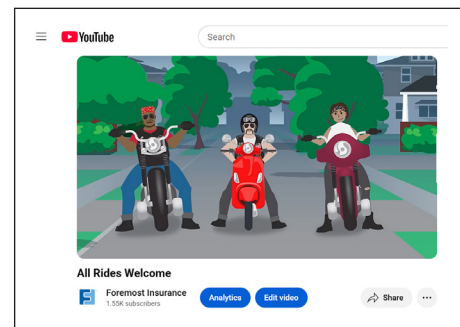 YouTube
Search
All Rides Welcome
Foremost Insurance
1.55K subscribers
Analytics
Edit video
Share